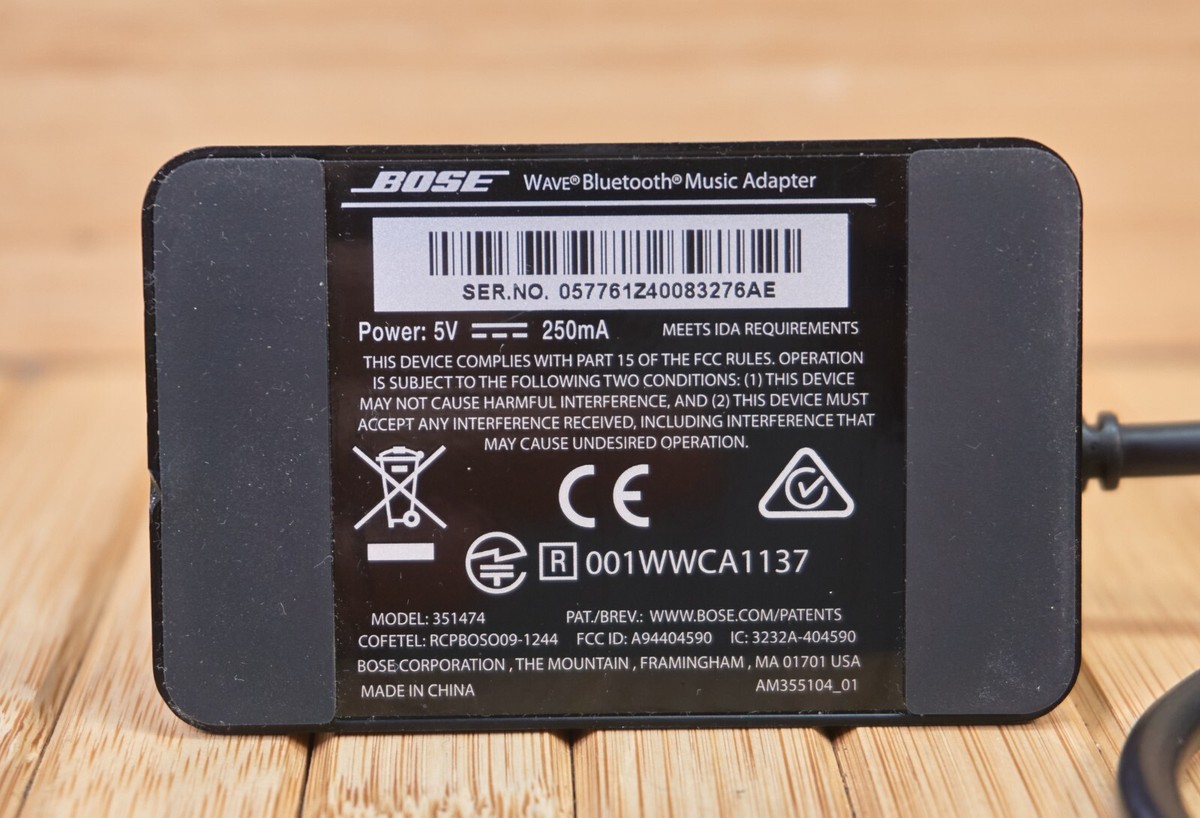 BOSE WAVE® Bluetooth® Music Adapter
SER.NO. 057761Z40083276AE
Power: 5V 250mA MEETS IDA REQUIREMENTS
THIS DEVICE COMPLIES WITH PART 15 OF THE FCC RULES. OPERATION
IS SUBJECT TO THE FOLLOWING TWO CONDITIONS: (1) THIS DEVICE
MAY NOT CAUSE HARMFUL INTERFERENCE, AND (2) THIS DEVICE MUST
ACCEPT ANY INTERFERENCE RECEIVED, INCLUDING INTERFERENCE THAT
MAY CAUSE UNDESIRED OPERATION.
CE
R 001WWCA1137
MODEL: 351474 PAT./BREV.: WWW.BOSE.COM/PATENTS
COFETEL: RCPBOSO09-1244 FCC ID: A94404590 IC: 3232A-404590
BOSE CORPORATION , THE MOUNTAIN , FRAMINGHAM , MA 01701 USA
MADE IN CHINA AM355104_01